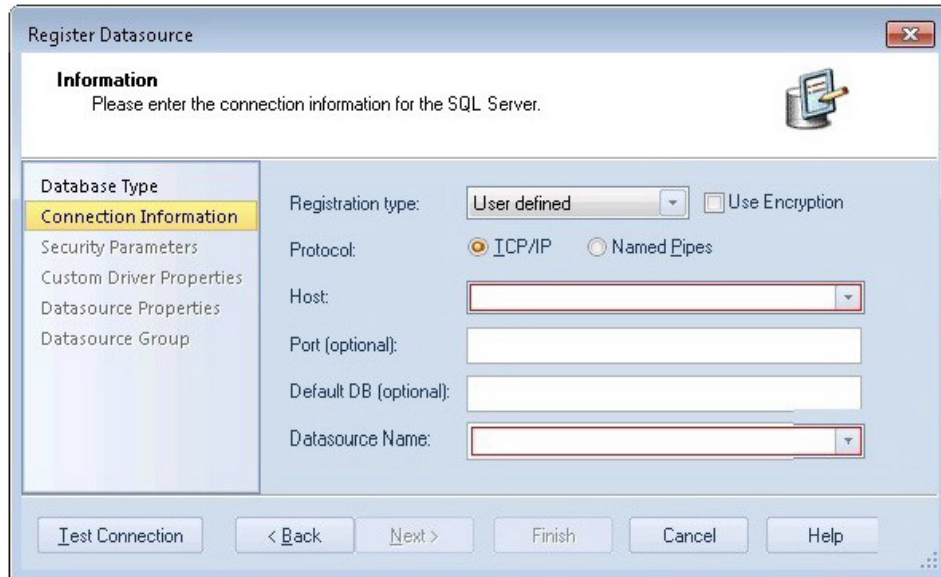 Register Datasource
Information
Please enter the connection information for the SQL Server.
Database Type
Connection Information
Security Parameters
Custom Driver Properties
Datasource Properties
Datasource Group
Registration type: User defined Use Encryption
Protocol: TCP/IP Named Pipes
Host:
Port (optional):
Default DB (optional):
Datasource Name:
Test Connection < Back Next > Finish Cancel Help